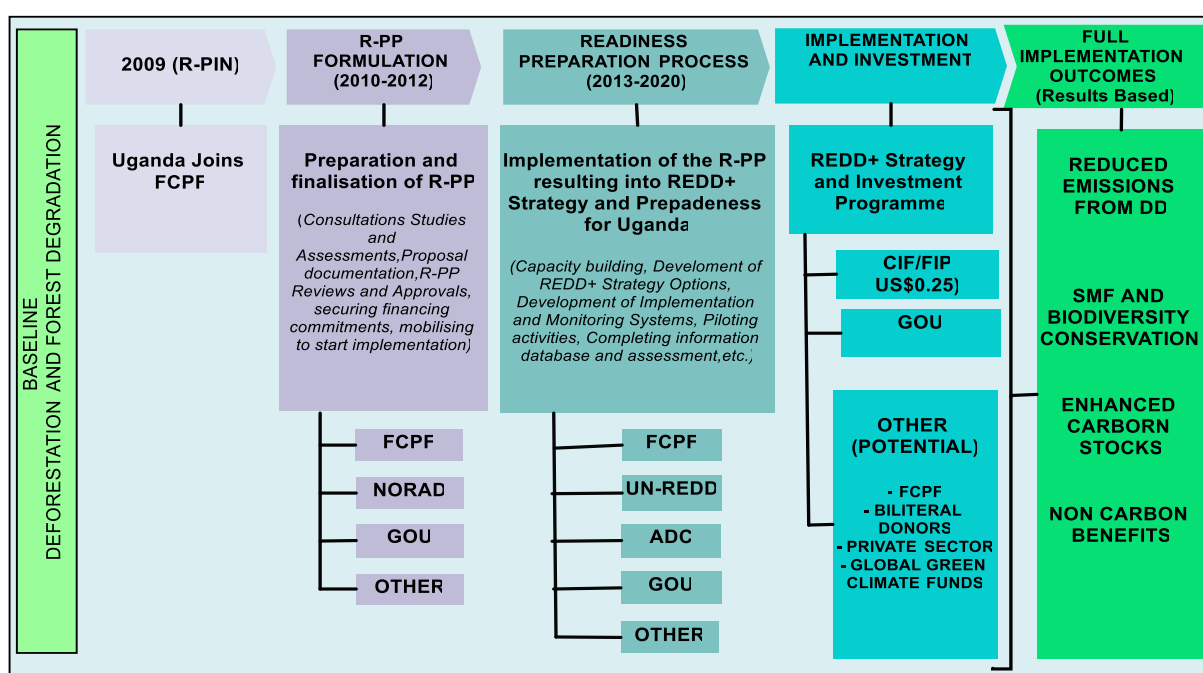 BASELINE
DEFORESTATION AND FOREST DEGRADATION
2009 (R-PIN)
Uganda Joins
FCPF
R-PP
FORMULATION
(2010-2012)
Preparation and
finalisation of R-PP
(Consultations Studies
and
Assessments,Proposal
documentation,R-PP
Reviews and Approvals,
securing financing
commitments, mobilising
to start implementation)
FCPF
NORAD
GOU
OTHER
READINESS
PREPARATION PROCESS
(2013-2020)
Implementation of the R-PP
resulting into REDD+
Strategy and Prepadeness
for Uganda
(Capacity building, Develoment of
REDD+ Strategy Options,
Development of Implementation
and Monitoring Systems, Piloting
activities, Completing information
database and assessment,etc.)
FCPF
UN-REDD
ADC
GOU
OTHER
IMPLEMENTATION
AND INVESTMENT
REDD+ Strategy
and Investment
Programme
CIF/FIP
US$0.25)
GOU
OTHER
(POTENTIAL)
- FCPF
- BILITERAL
DONORS
- PRIVATE SECTOR
- GLOBAL GREEN
CLIMATE FUNDS
FULL
IMPLEMENTATION
OUTCOMES
(Results Based)
REDUCED
EMISSIONS
FROM DD
SMF AND
BIODIVERSITY
CONSERVATION
ENHANCED
CARBORN
STOCKS
NON CARBON
BENEFITS